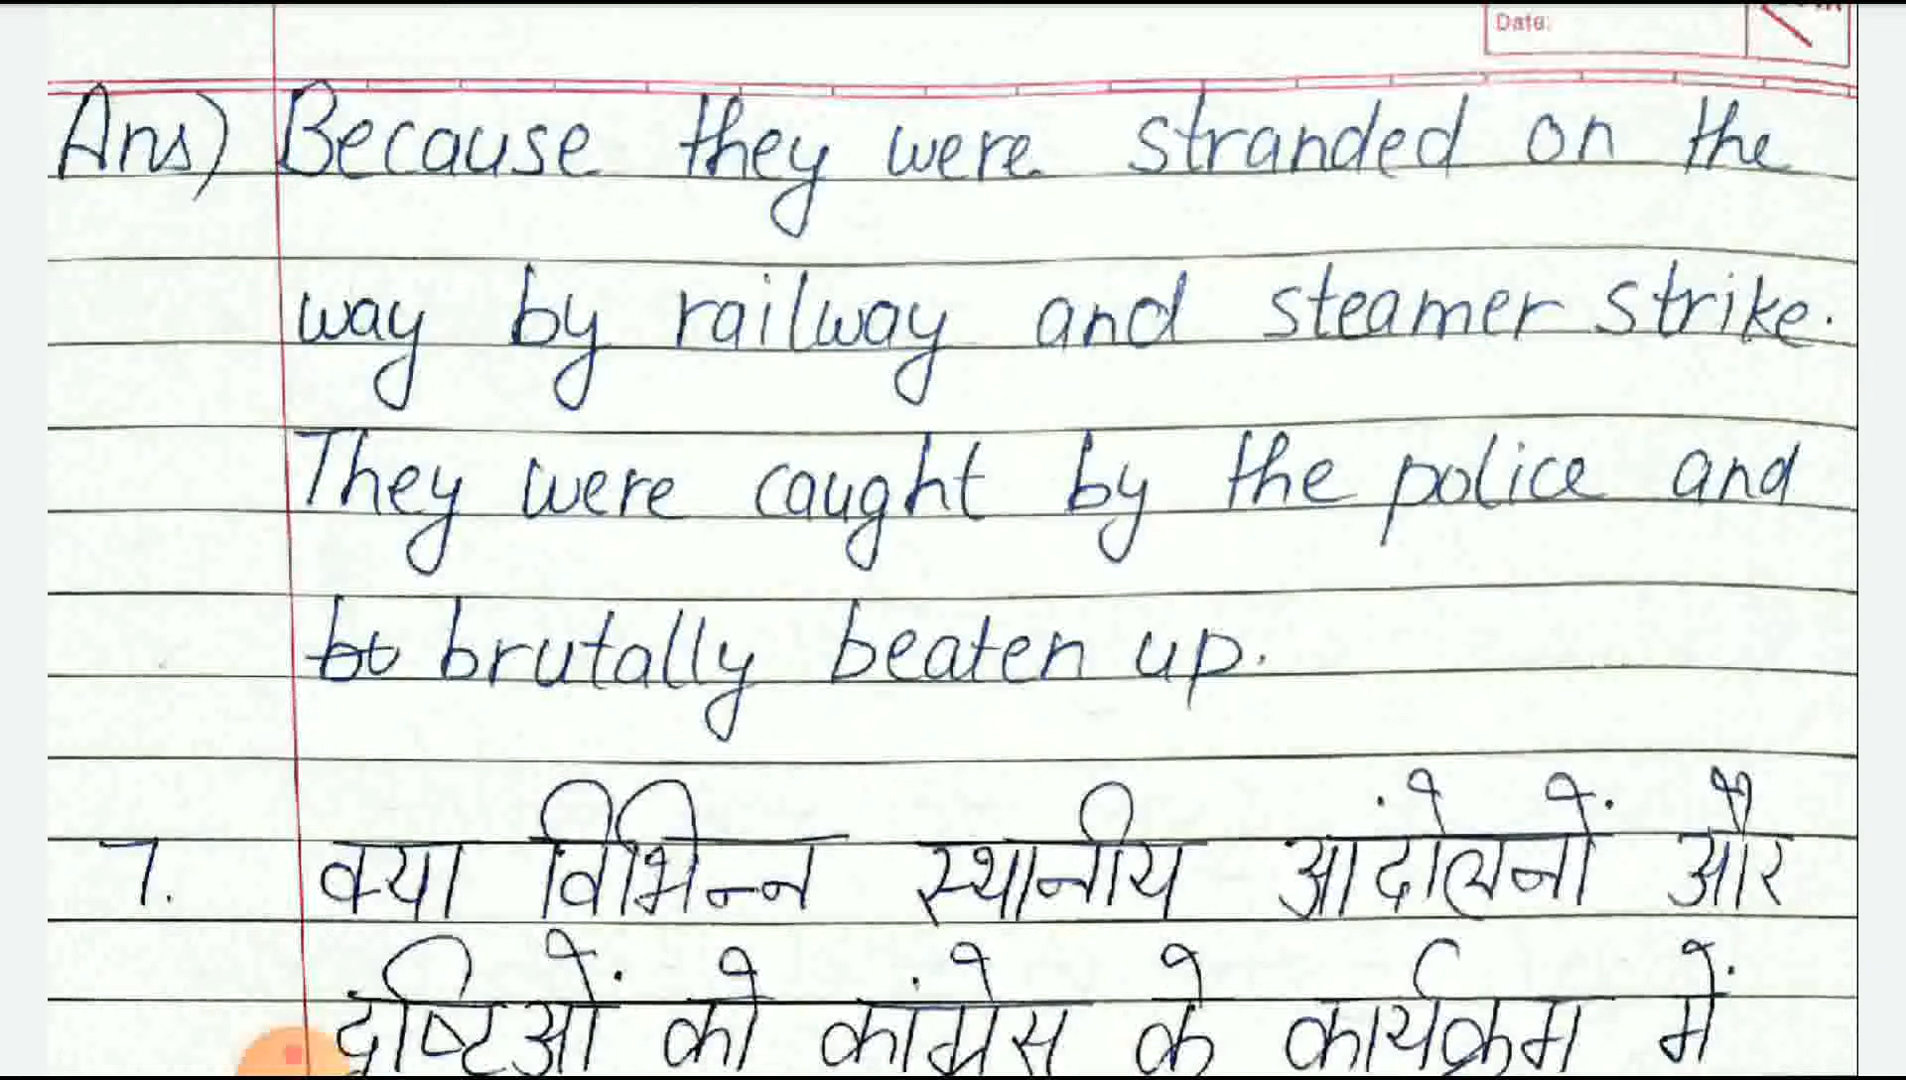 Date:
Ans) Because they were stranded on the
way by railway and steamer strike.
They were caught by the police and
bt brutally beaten up.
7. क्या विभिन्न स्थानीय आंदोलनों और
दृष्टिओं को कांग्रेस के कार्यक्रम में